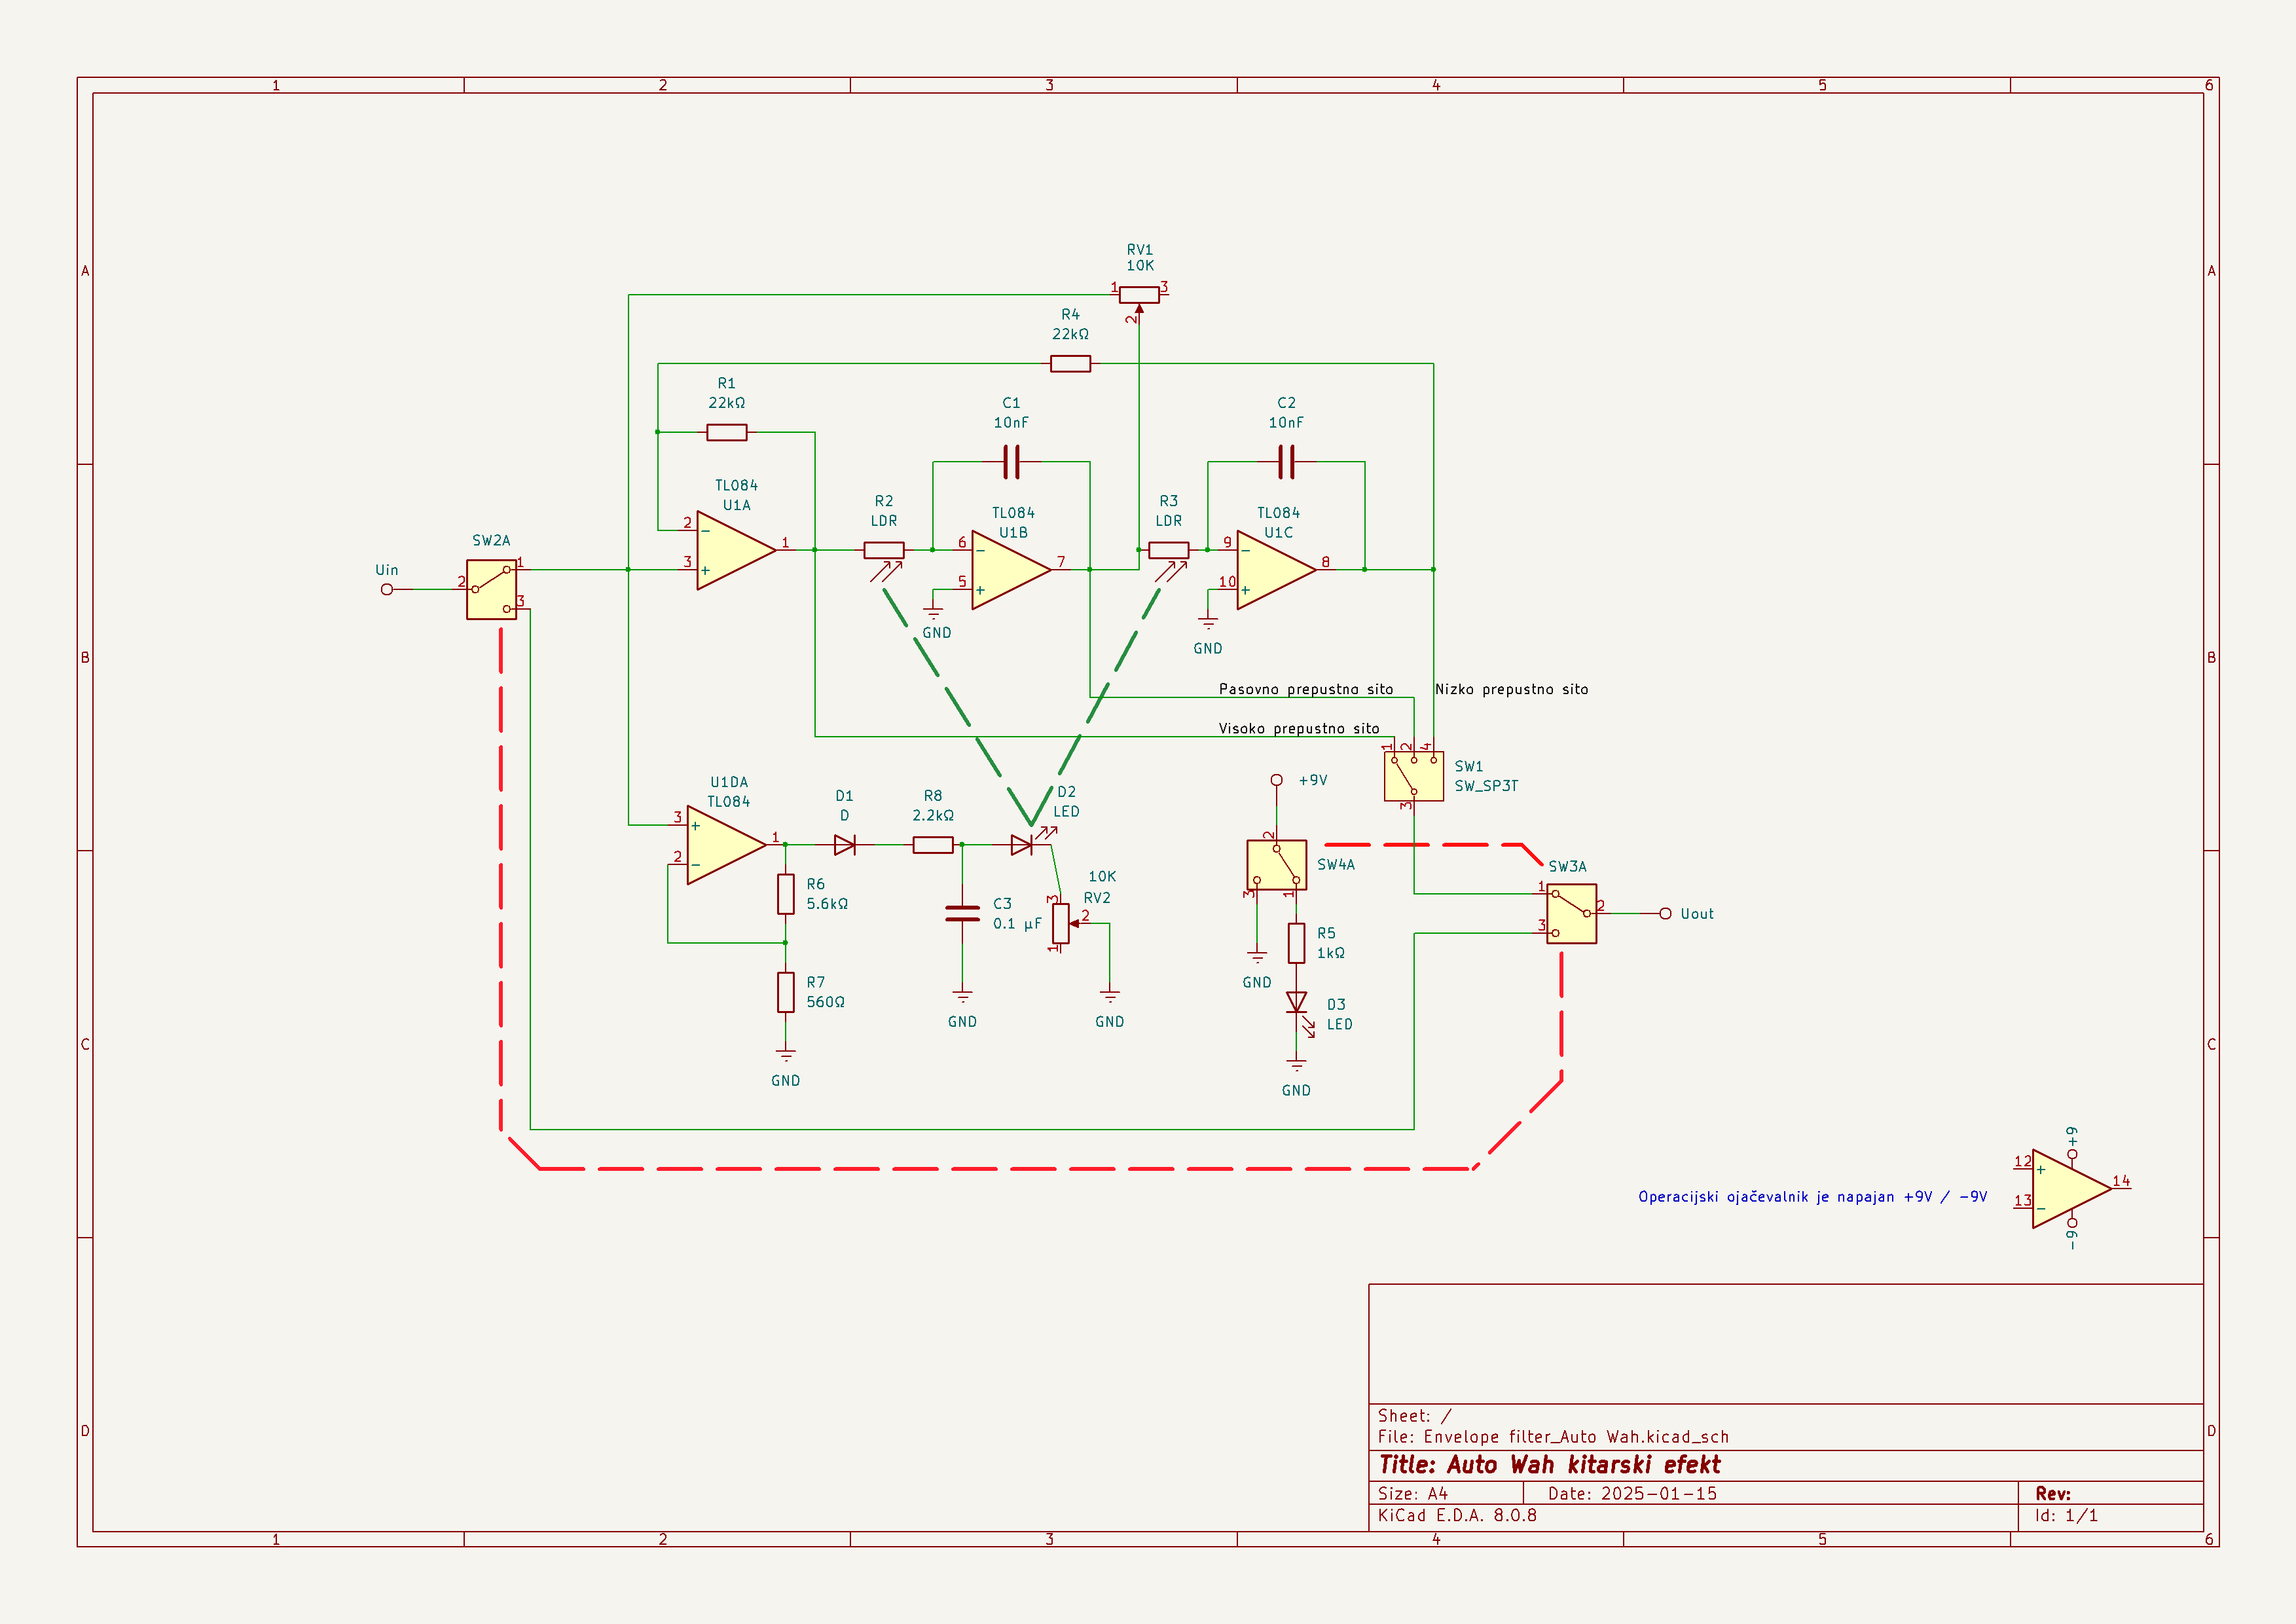 1 2 3 4 5 6
A A
RV1
10K
1 3
2
R4
22kΩ
R1
22kΩ
C1
10nF
C2
10nF
TL084
U1A
R2
LDR
TL084
U1B
R3
LDR
TL084
U1C
2
3
1
6
5
7
9
10
8
SW2A
Uin
2
1
3
GND
GND
B B
Pasovno prepustno sito
Nizko prepustno sito
Visoko prepustno sito
1 2 4
SW1
SW_SP3T
3
+9V
U1DA
TL084
3
2
1
D1
D
R8
2.2kΩ
D2
LED
2
SW4A
3 1
SW3A
1
3
2
Uout
R6
5.6kΩ
C3
0.1 μF
10K
RV2
3
2
1
R5
1kΩ
GND
R7
560Ω
GND
GND
D3
LED
C C
GND
GND
+9
12
13
14
-9
Operacijski ojačevalnik je napajan +9V / -9V
D D
Sheet: /
File: Envelope filter_Auto Wah.kicad_sch
Title: Auto Wah kitarski efekt
Size: A4
Date: 2025-01-15
Rev:
KiCad E.D.A. 8.0.8
Id: 1/1
1 2 3 4 5 6